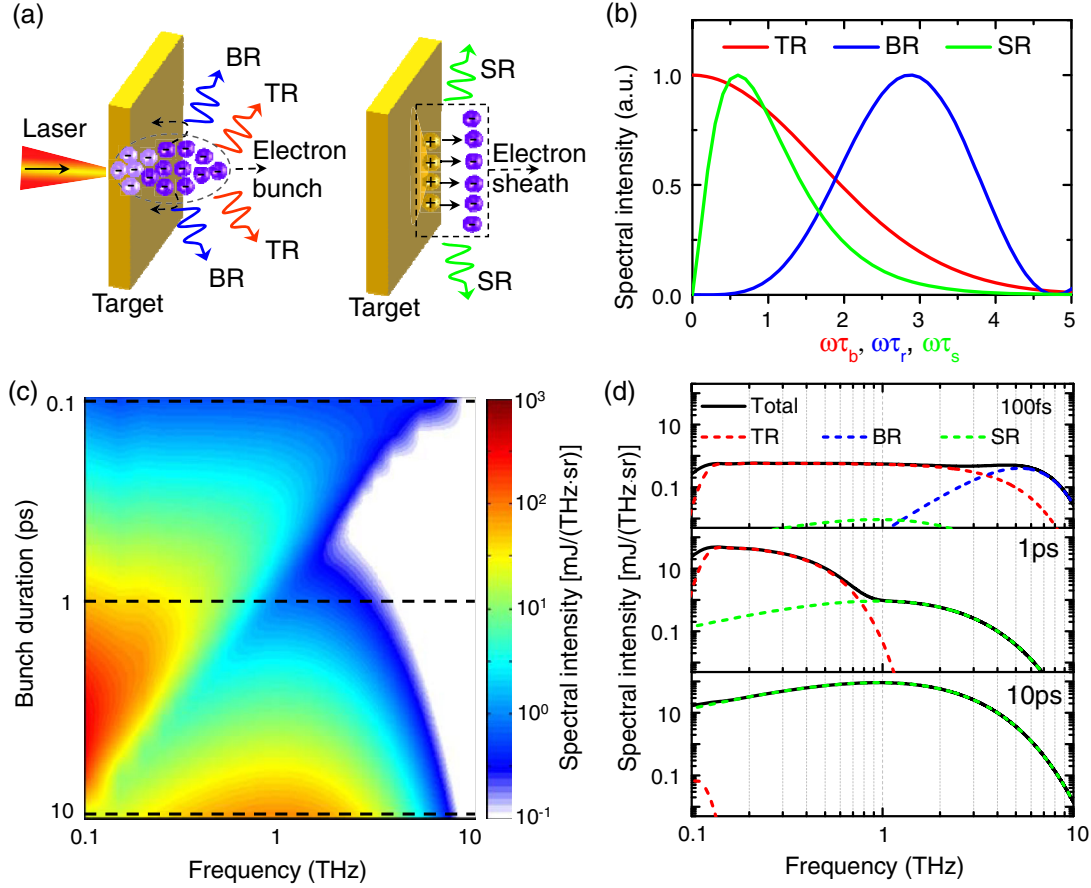 (a)
Laser
BR
TR
Electron
bunch
TR
BR
Target
SR
Electron
sheath
SR
Target
(b)
TR BR SR
Spectral intensity (a.u.)
1.0
0.5
0.0
0 1 2 3 4 5
ωτb, ωτr, ωτs
(c)
Bunch duration (ps)
0.1
1
10
0.1 1 10
Frequency (THz)
10³
10²
10¹
10⁰
10⁻¹
Spectral intensity [mJ/(THz·sr)]
(d)
Spectral intensity [mJ/(THz·sr)]
Total 100fs
TR BR SR
10
0.1
1ps
10
0.1
10ps
10
0.1
0.1 1 10
Frequency (THz)